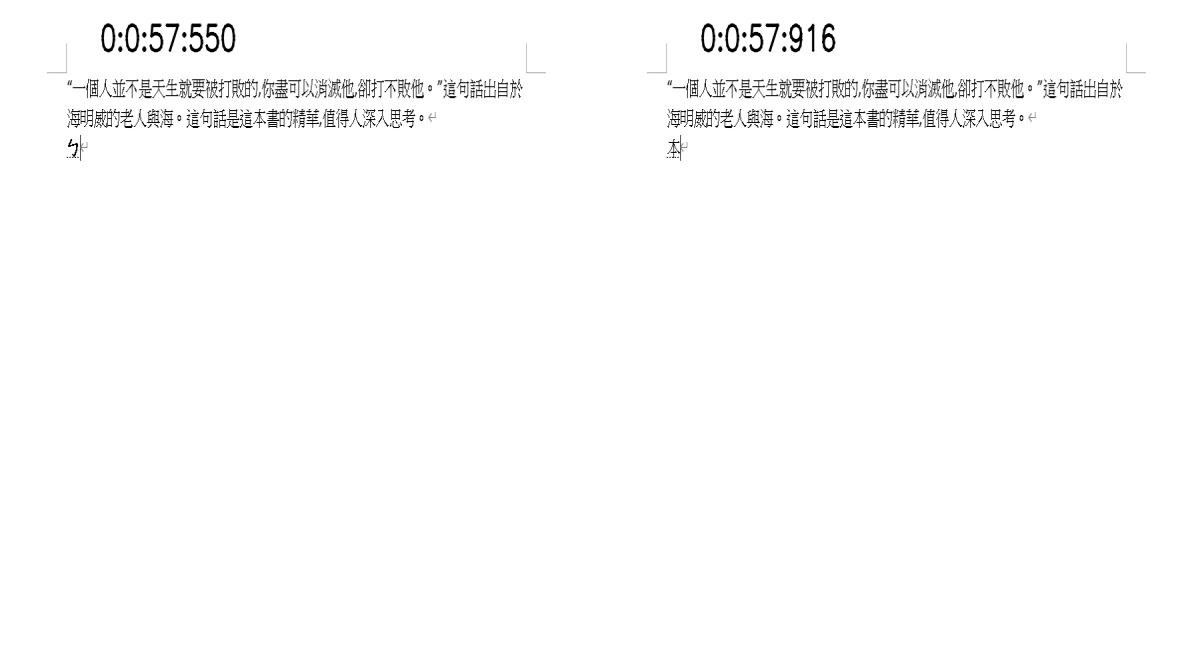 0:0:57:550
“一個人並不是天生就要被打敗的,你盡可以消滅他,卻打不敗他。”這句話出自於
海明威的老人與海。這句話是這本書的精華,值得人深入思考。
ㄅ
0:0:57:916
“一個人並不是天生就要被打敗的,你盡可以消滅他,卻打不敗他。”這句話出自於
海明威的老人與海。這句話是這本書的精華,值得人深入思考。
本